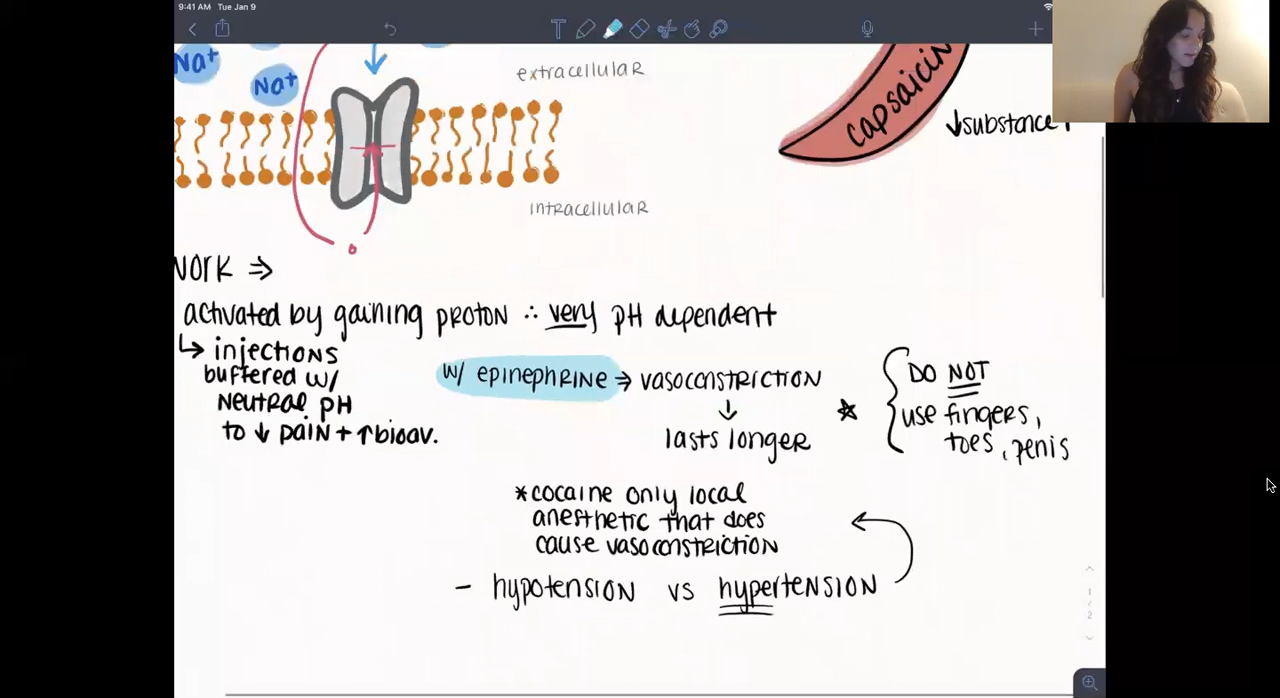 9:41 AM Tue Jan 9
T
Na+
Na+
extracellular
capsaicin
↓substance
intracellular
work ⇒
activated by gaining proton ∴ very pH dependent
↳ injections
buffered w/
neutral pH
to ↓ pain + ↑bioav.
w/ epinephrine ⇒ vasoconstriction
↓
lasts longer
DO NOT
use fingers,
toes, penis
*cocaine only local
anesthetic that does
cause vasoconstriction
- hypotension vs hypertension
1
/
2